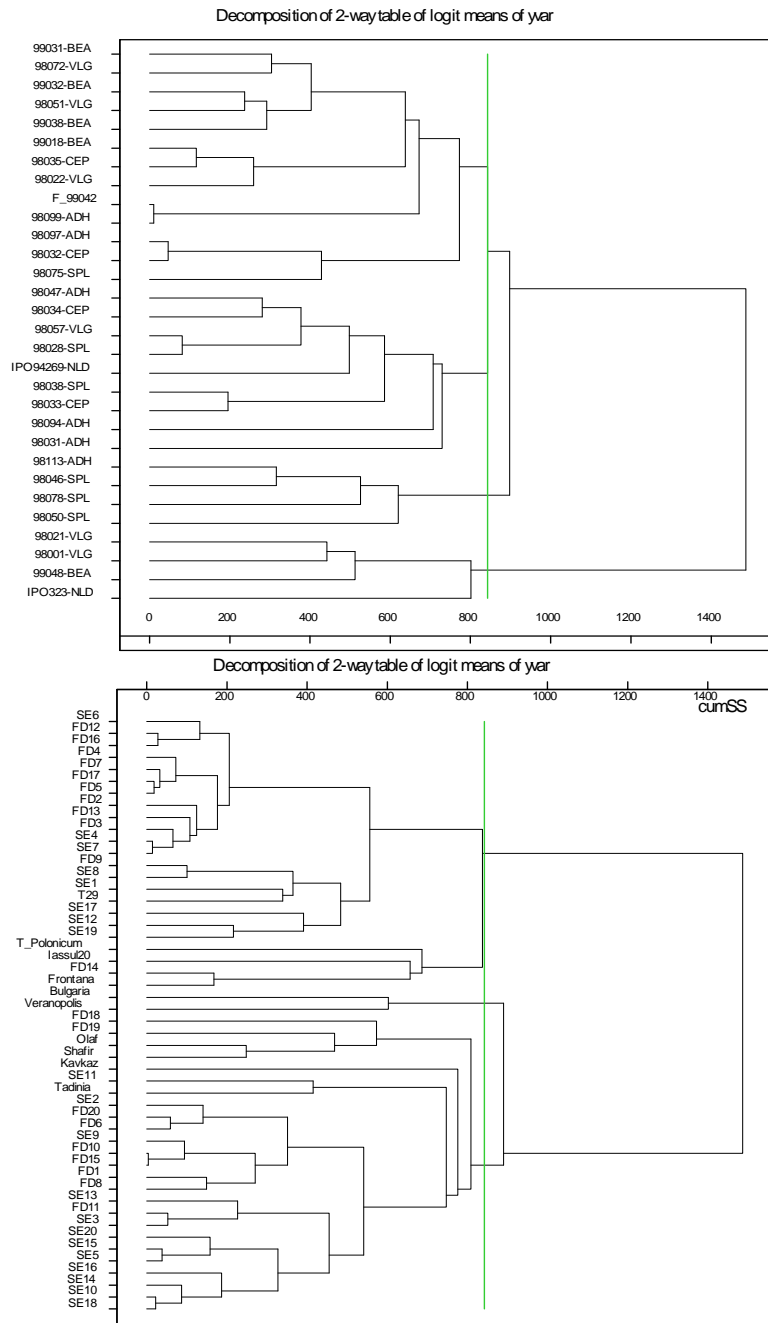 Decomposition of 2-way table of logit means of yvar
99031-BEA
98072-VLG
99032-BEA
98051-VLG
99038-BEA
99018-BEA
98035-CEP
98022-VLG
F_99042
98099-ADH
98097-ADH
98032-CEP
98075-SPL
98047-ADH
98034-CEP
98057-VLG
98028-SPL
IPO94269-NLD
98038-SPL
98033-CEP
98094-ADH
98031-ADH
98113-ADH
98046-SPL
98078-SPL
98050-SPL
98021-VLG
98001-VLG
99048-BEA
IPO323-NLD
0 200 400 600 800 1000 1200 1400
Decomposition of 2-way table of logit means of yvar
0 200 400 600 800 1000 1200 1400
cumSS
SE6
FD12
FD16
FD4
FD7
FD17
FD5
FD2
FD13
FD3
SE4
SE7
FD9
SE8
SE1
T29
SE17
SE12
SE19
T_Polonicum
Iassul20
FD14
Frontana
Bulgaria
Veranopolis
FD18
FD19
Olaf
Shafir
Kavkaz
SE11
Tadinia
SE2
FD20
FD6
SE9
FD10
FD15
FD1
FD8
SE13
FD11
SE3
SE20
SE15
SE5
SE16
SE14
SE10
SE18